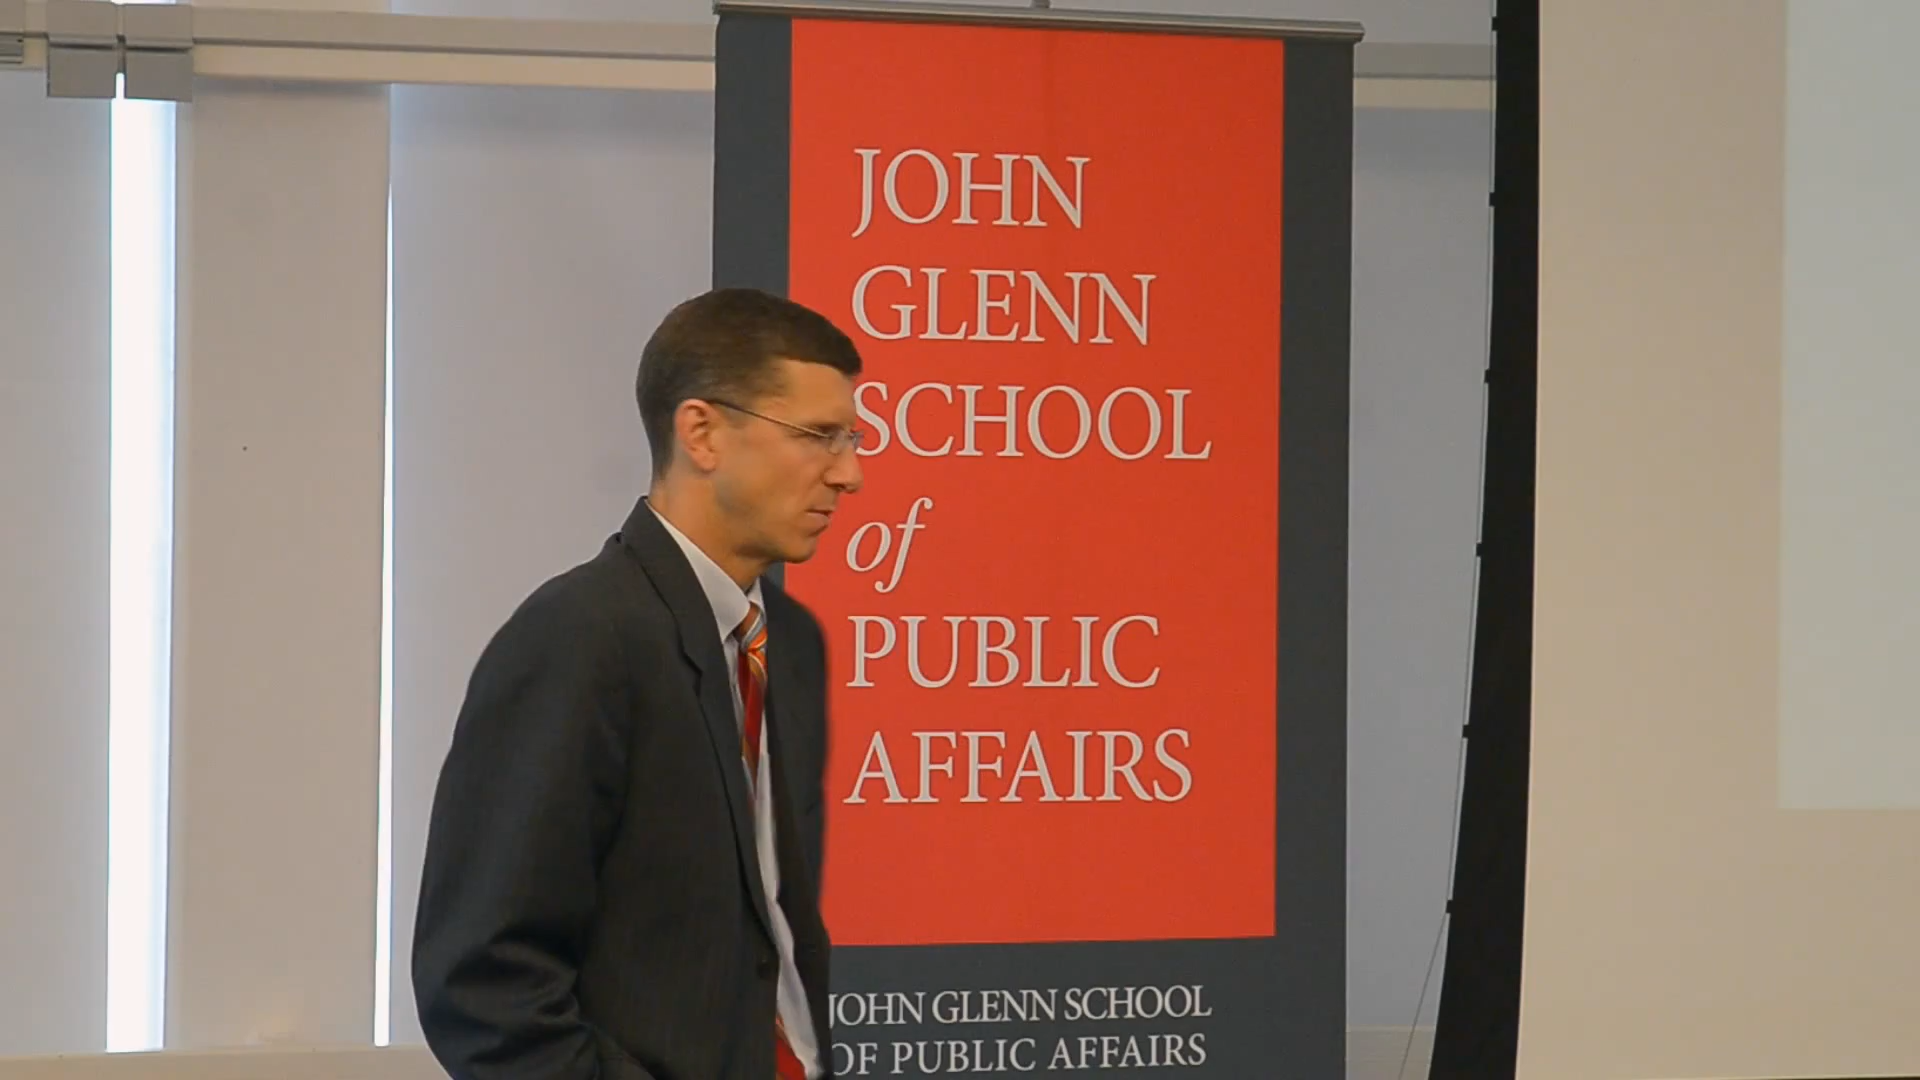 JOHN
GLENN
SCHOOL
of
PUBLIC
AFFAIRS
JOHN GLENN SCHOOL
OF PUBLIC AFFAIRS